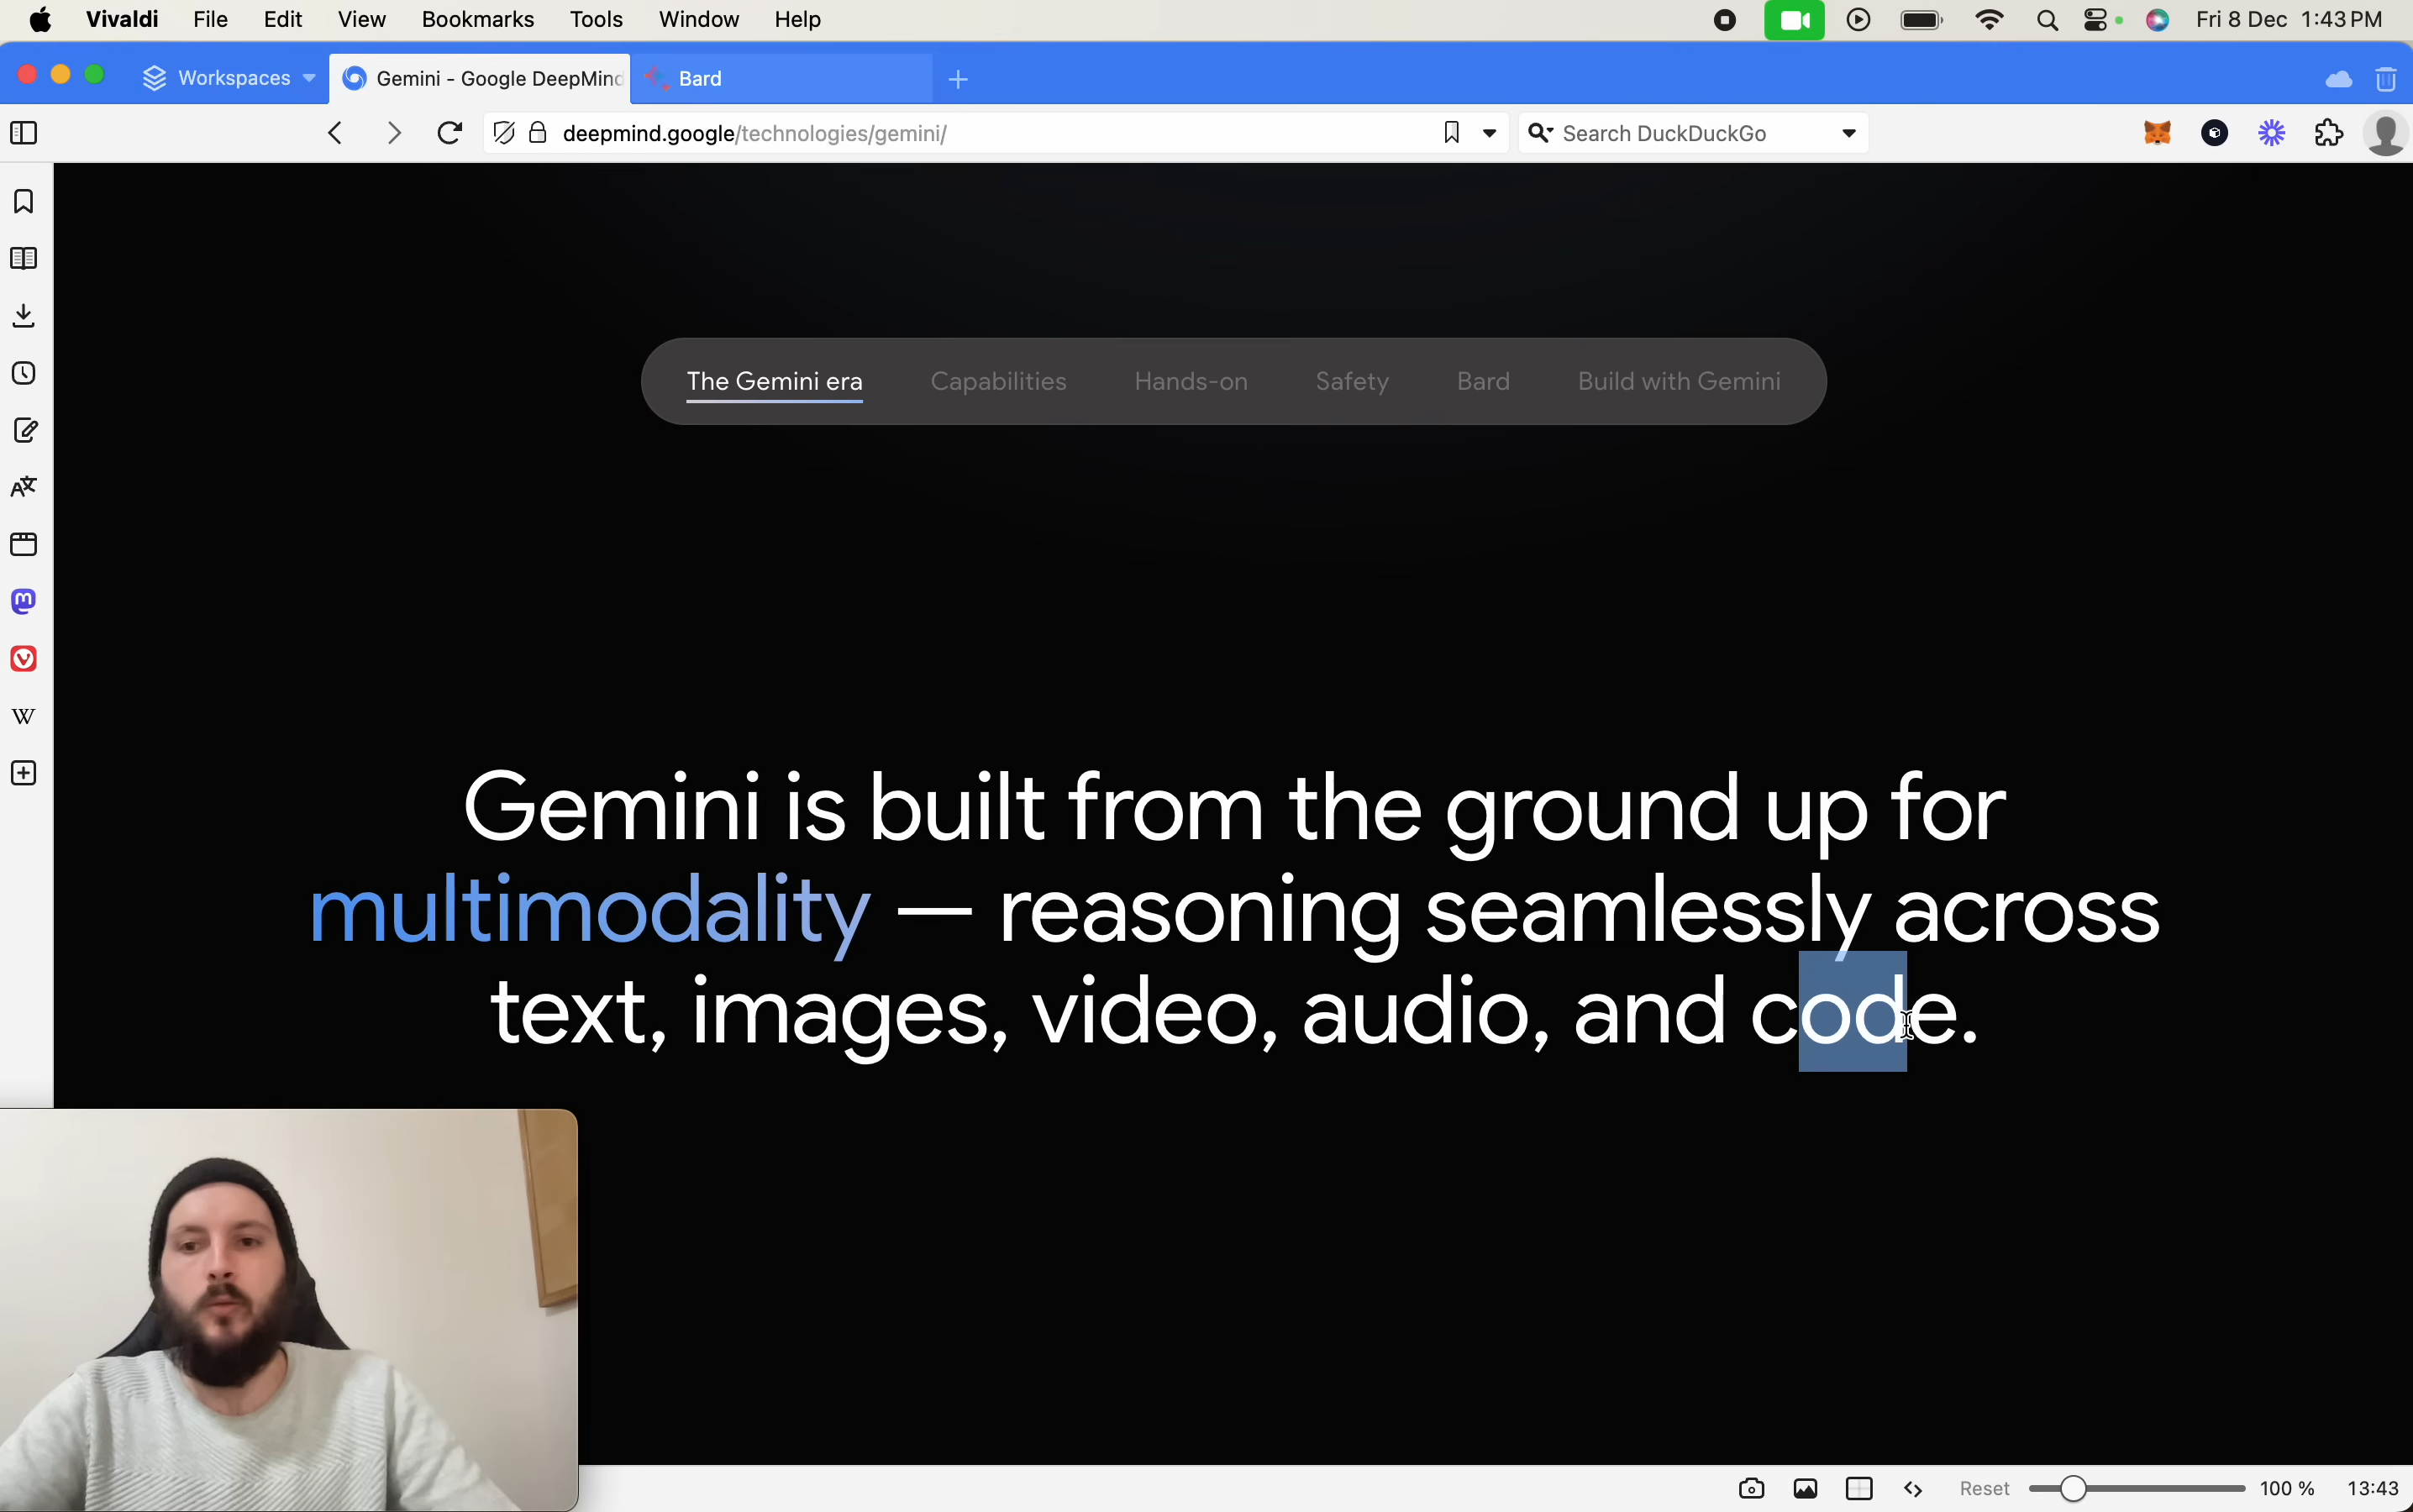 Vivaldi File Edit View Bookmarks Tools Window Help Fri 8 Dec 1:43 PM
Workspaces Gemini - Google DeepMind Bard
deepmind.google/technologies/gemini/ Search DuckDuckGo
The Gemini era Capabilities Hands-on Safety Bard Build with Gemini
Gemini is built from the ground up for
multimodality — reasoning seamlessly across
text, images, video, audio, and code.
Reset 100 % 13:43